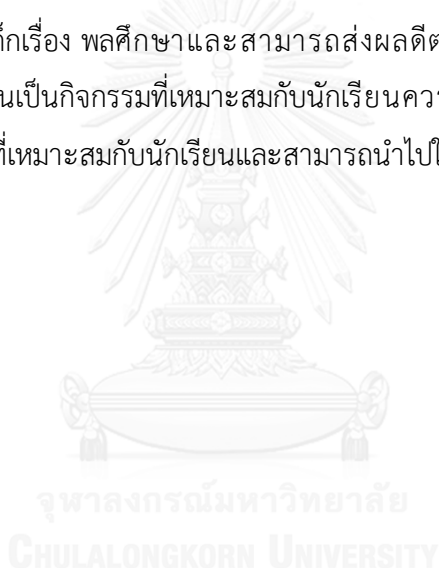 ก็กเรื่อง พลศึกษาและสามารถส่งผลดีต
นเป็นกิจกรรมที่เหมาะสมกับนักเรียนควา
ที่เหมาะสมกับนักเรียนและสามารถนำไปใ
จุฬาลงกรณ์มหาวิทยาลัย
CHULALONGKORN UNIVERSITY